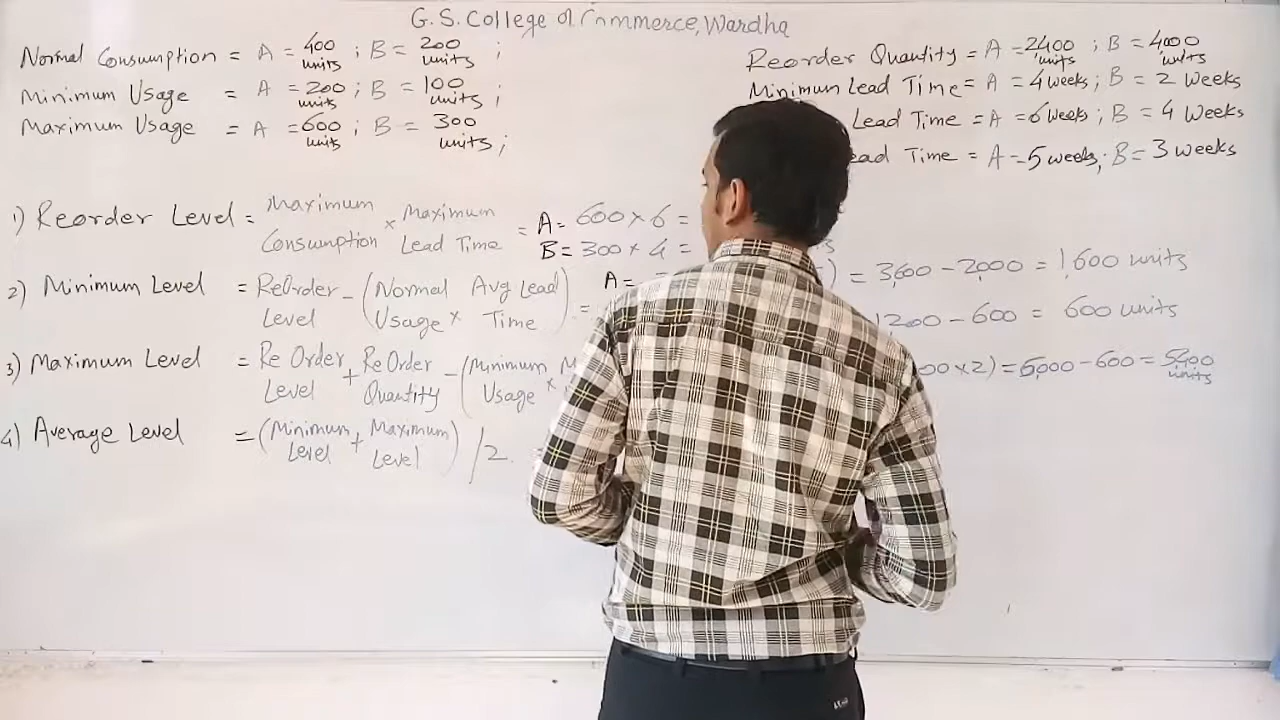 G. S. College of Commerce, Wardha
Normal Consumption = A = 400 units ; B = 200 units ;
Minimum Usage = A = 200 units ; B = 100 units ;
Maximum Usage = A = 600 units ; B = 300 units ;
Reorder Quantity = A = 2400 units ; B = 4000 units
Minimum Lead Time = A = 4 weeks ; B = 2 weeks
Lead Time = A = 6 weeks ; B = 4 weeks
ead Time = A = 5 weeks ; B = 3 weeks
1) Reorder Level = Maximum Consumption × Maximum Lead Time = A = 600 × 6 =
B = 300 × 4 =
2) Minimum Level = ReOrder Level - (Normal Usage × Avg Lead Time) = A =
) = 3,600 - 2,000 = 1,600 units
1200 - 600 = 600 units
3) Maximum Level = Re Order Level + Re Order Quantity - (Minimum Usage × M
00 × 2) = 6,000 - 600 = 5400 units
4) Average Level = (Minimum Level + Maximum Level) / 2.